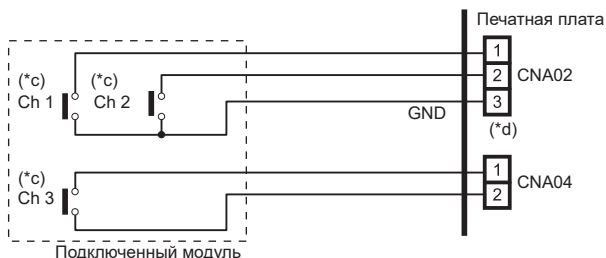 Печатная плата
1
(*c)
(*c)
2
CNA02
Ch 1
Ch 2
3
GND
(*d)
(*c)
1
CNA04
Ch 3
2
Подключенный модуль